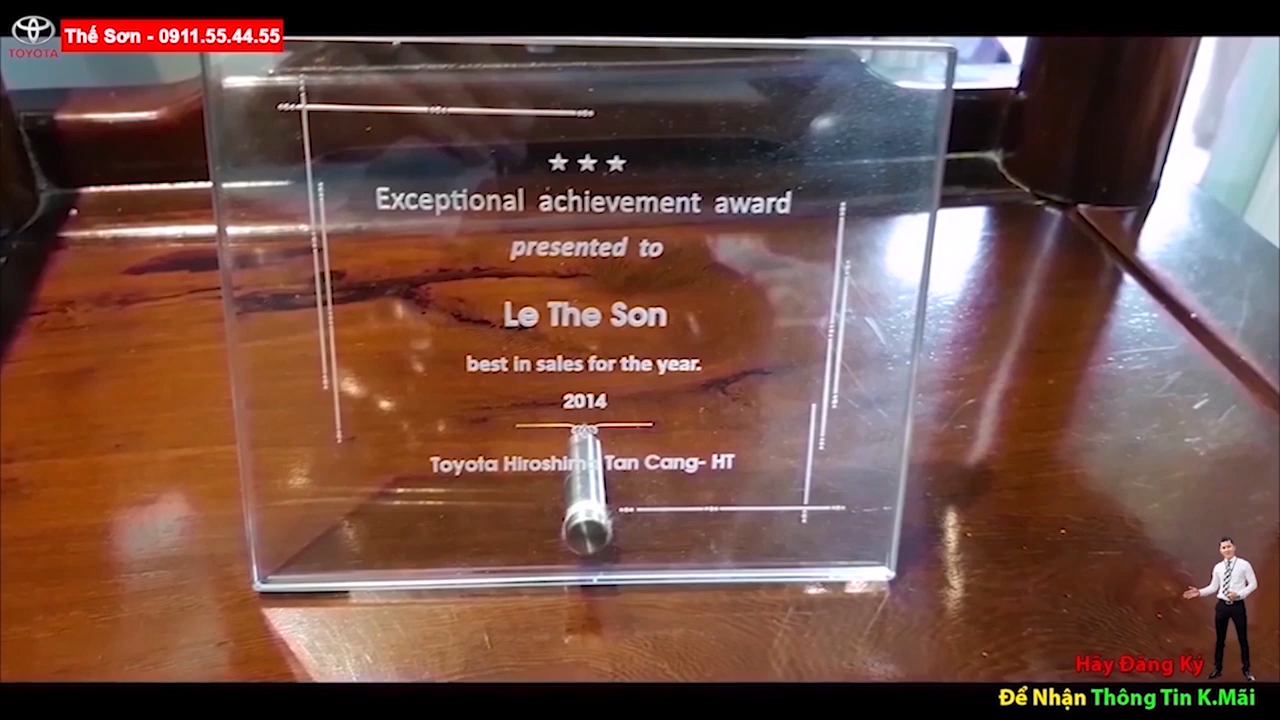 TOYOTA
Thế Sơn - 0911.55.44.55
★ ★ ★
Exceptional achievement award
presented to
Le The Son
best in sales for the year.
2014
Toyota Hiroshima Tan Cang- HT
Hãy Đăng Ký
Để Nhận Thông Tin K.Mãi